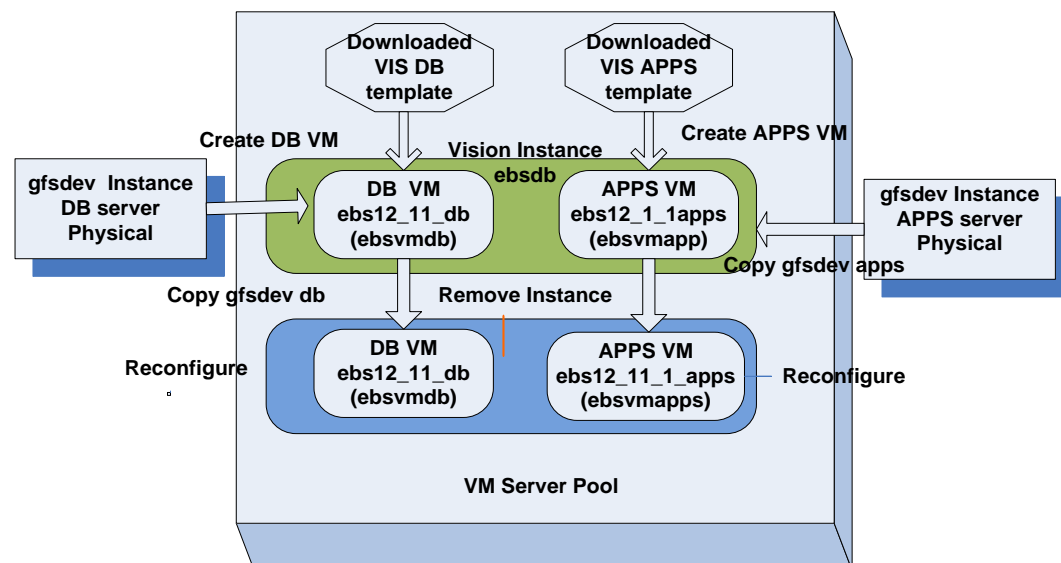 Downloaded
VIS DB
template
Downloaded
VIS APPS
template
Create DB VM
Create APPS VM
Vision Instance
ebsdb
gfsdev  Instance
DB server
Physical
DB  VM
ebs12_11_db
(ebsvmdb)
APPS VM
ebs12_1_1apps
(ebsvmapp)
gfsdev Instance
APPS server
Physical
Copy gfsdev apps
Copy gfsdev db
Remove Instance
Reconfigure
DB VM
ebs12_11_db
(ebsvmdb)
APPS VM
ebs12_11_1_apps
(ebsvmapps)
Reconfigure
VM Server Pool